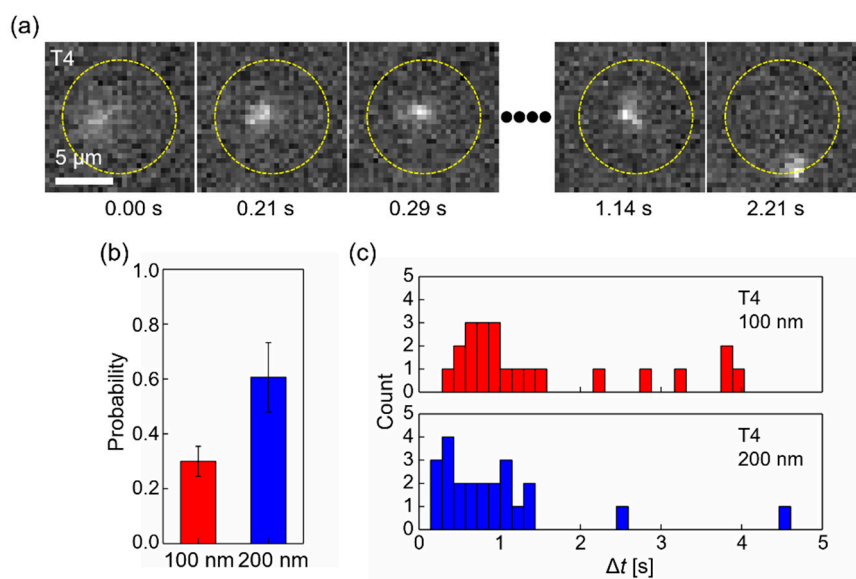 (a)
T4
5 µm
0.00 s
0.21 s
0.29 s
1.14 s
2.21 s
(b)
Probability
1.0
0.8
0.6
0.4
0.2
0.0
100 nm
200 nm
(c)
Count
5
4
3
2
1
0
T4
100 nm
5
4
3
2
1
0
T4
200 nm
0
1
2
3
4
5
Δt [s]